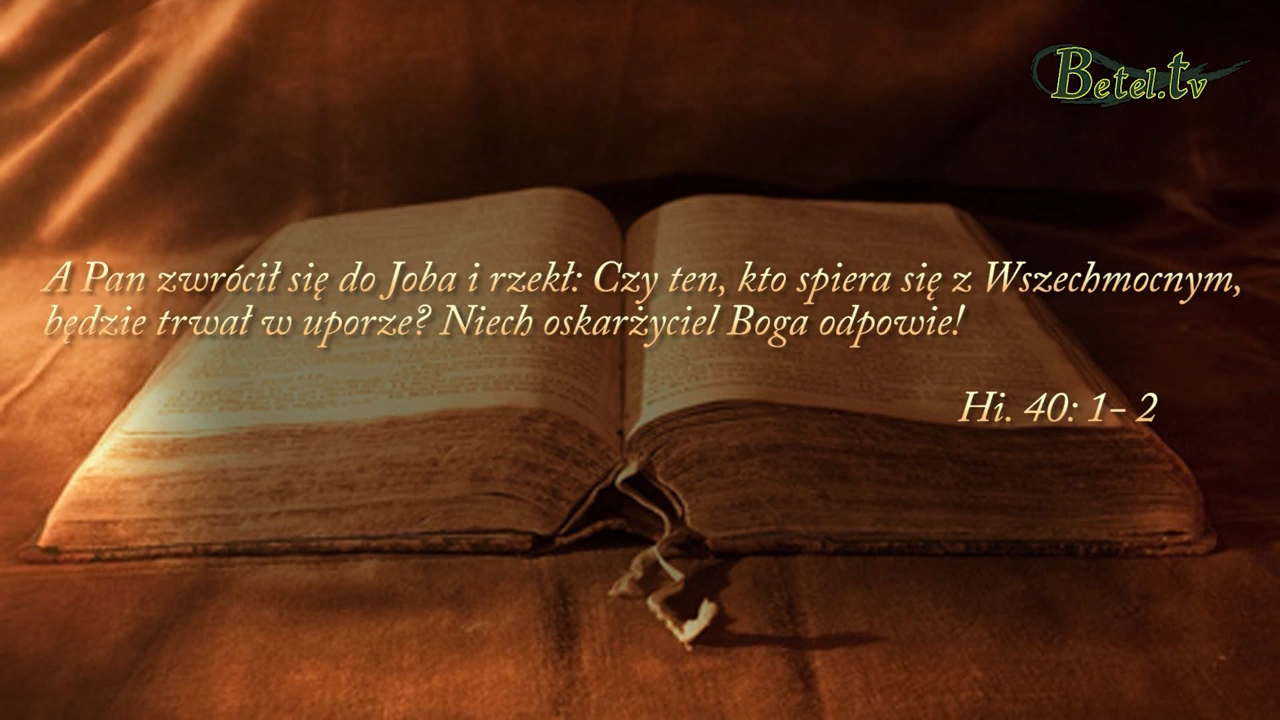 Betel.tv
A Pan zwrócił się do Joba i rzekł: Czy ten, kto spiera się z Wszechmocnym,
będzie trwał w uporze? Niech oskarżyciel Boga odpowie!
Hi. 40: 1- 2